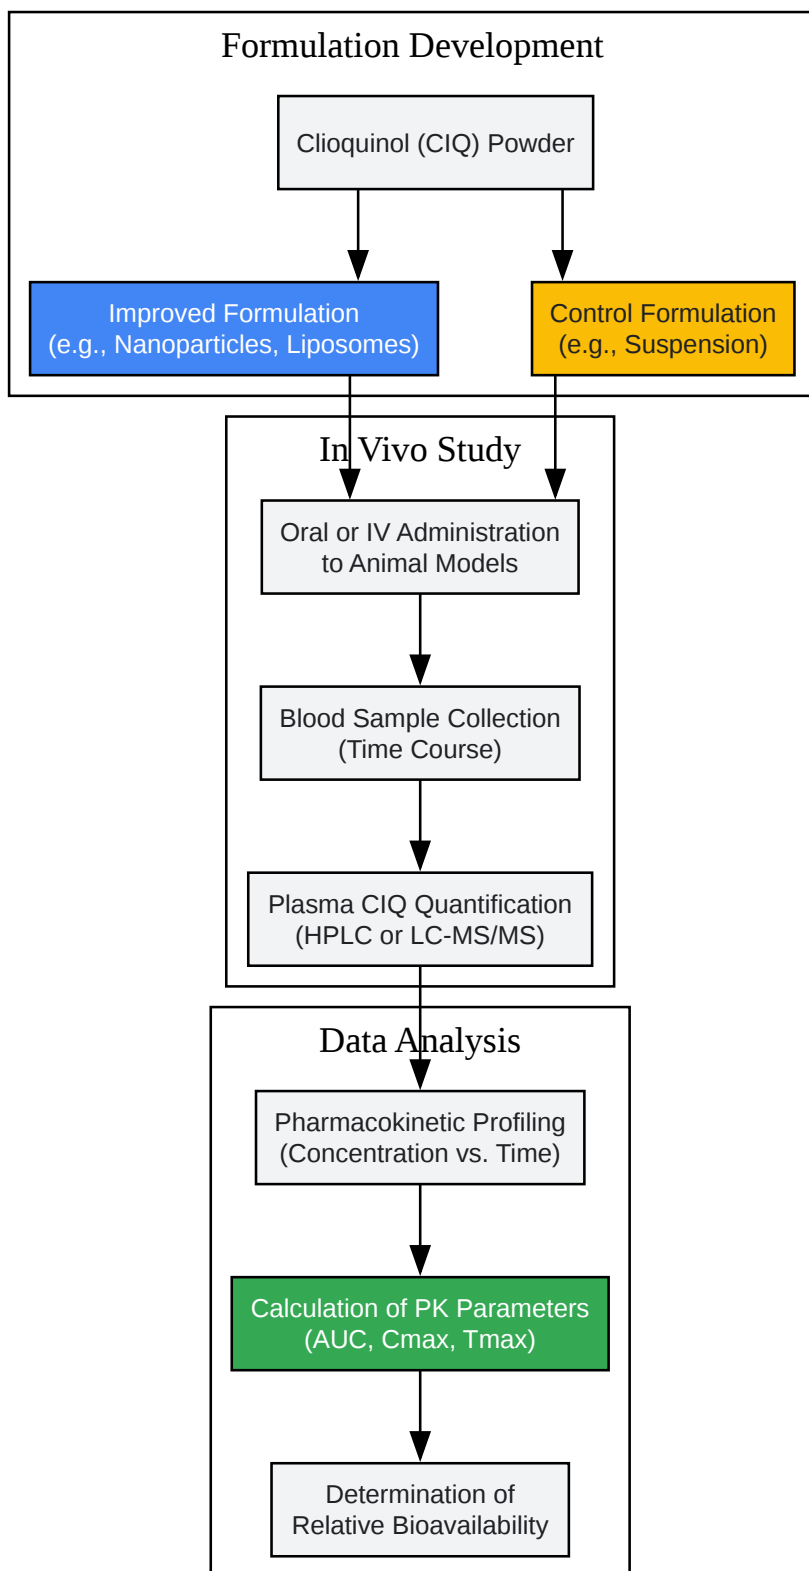 Formulation Development
Clioquinol (CIQ) Powder
Improved Formulation
(e.g., Nanoparticles, Liposomes)
Control Formulation
(e.g., Suspension)
In Vivo Study
Oral or IV Administration
to Animal Models
Blood Sample Collection
(Time Course)
Plasma CIQ Quantification
(HPLC or LC-MS/MS)
Data Analysis
Pharmacokinetic Profiling
(Concentration vs. Time)
Calculation of PK Parameters
(AUC, Cmax, Tmax)
Determination of
Relative Bioavailability